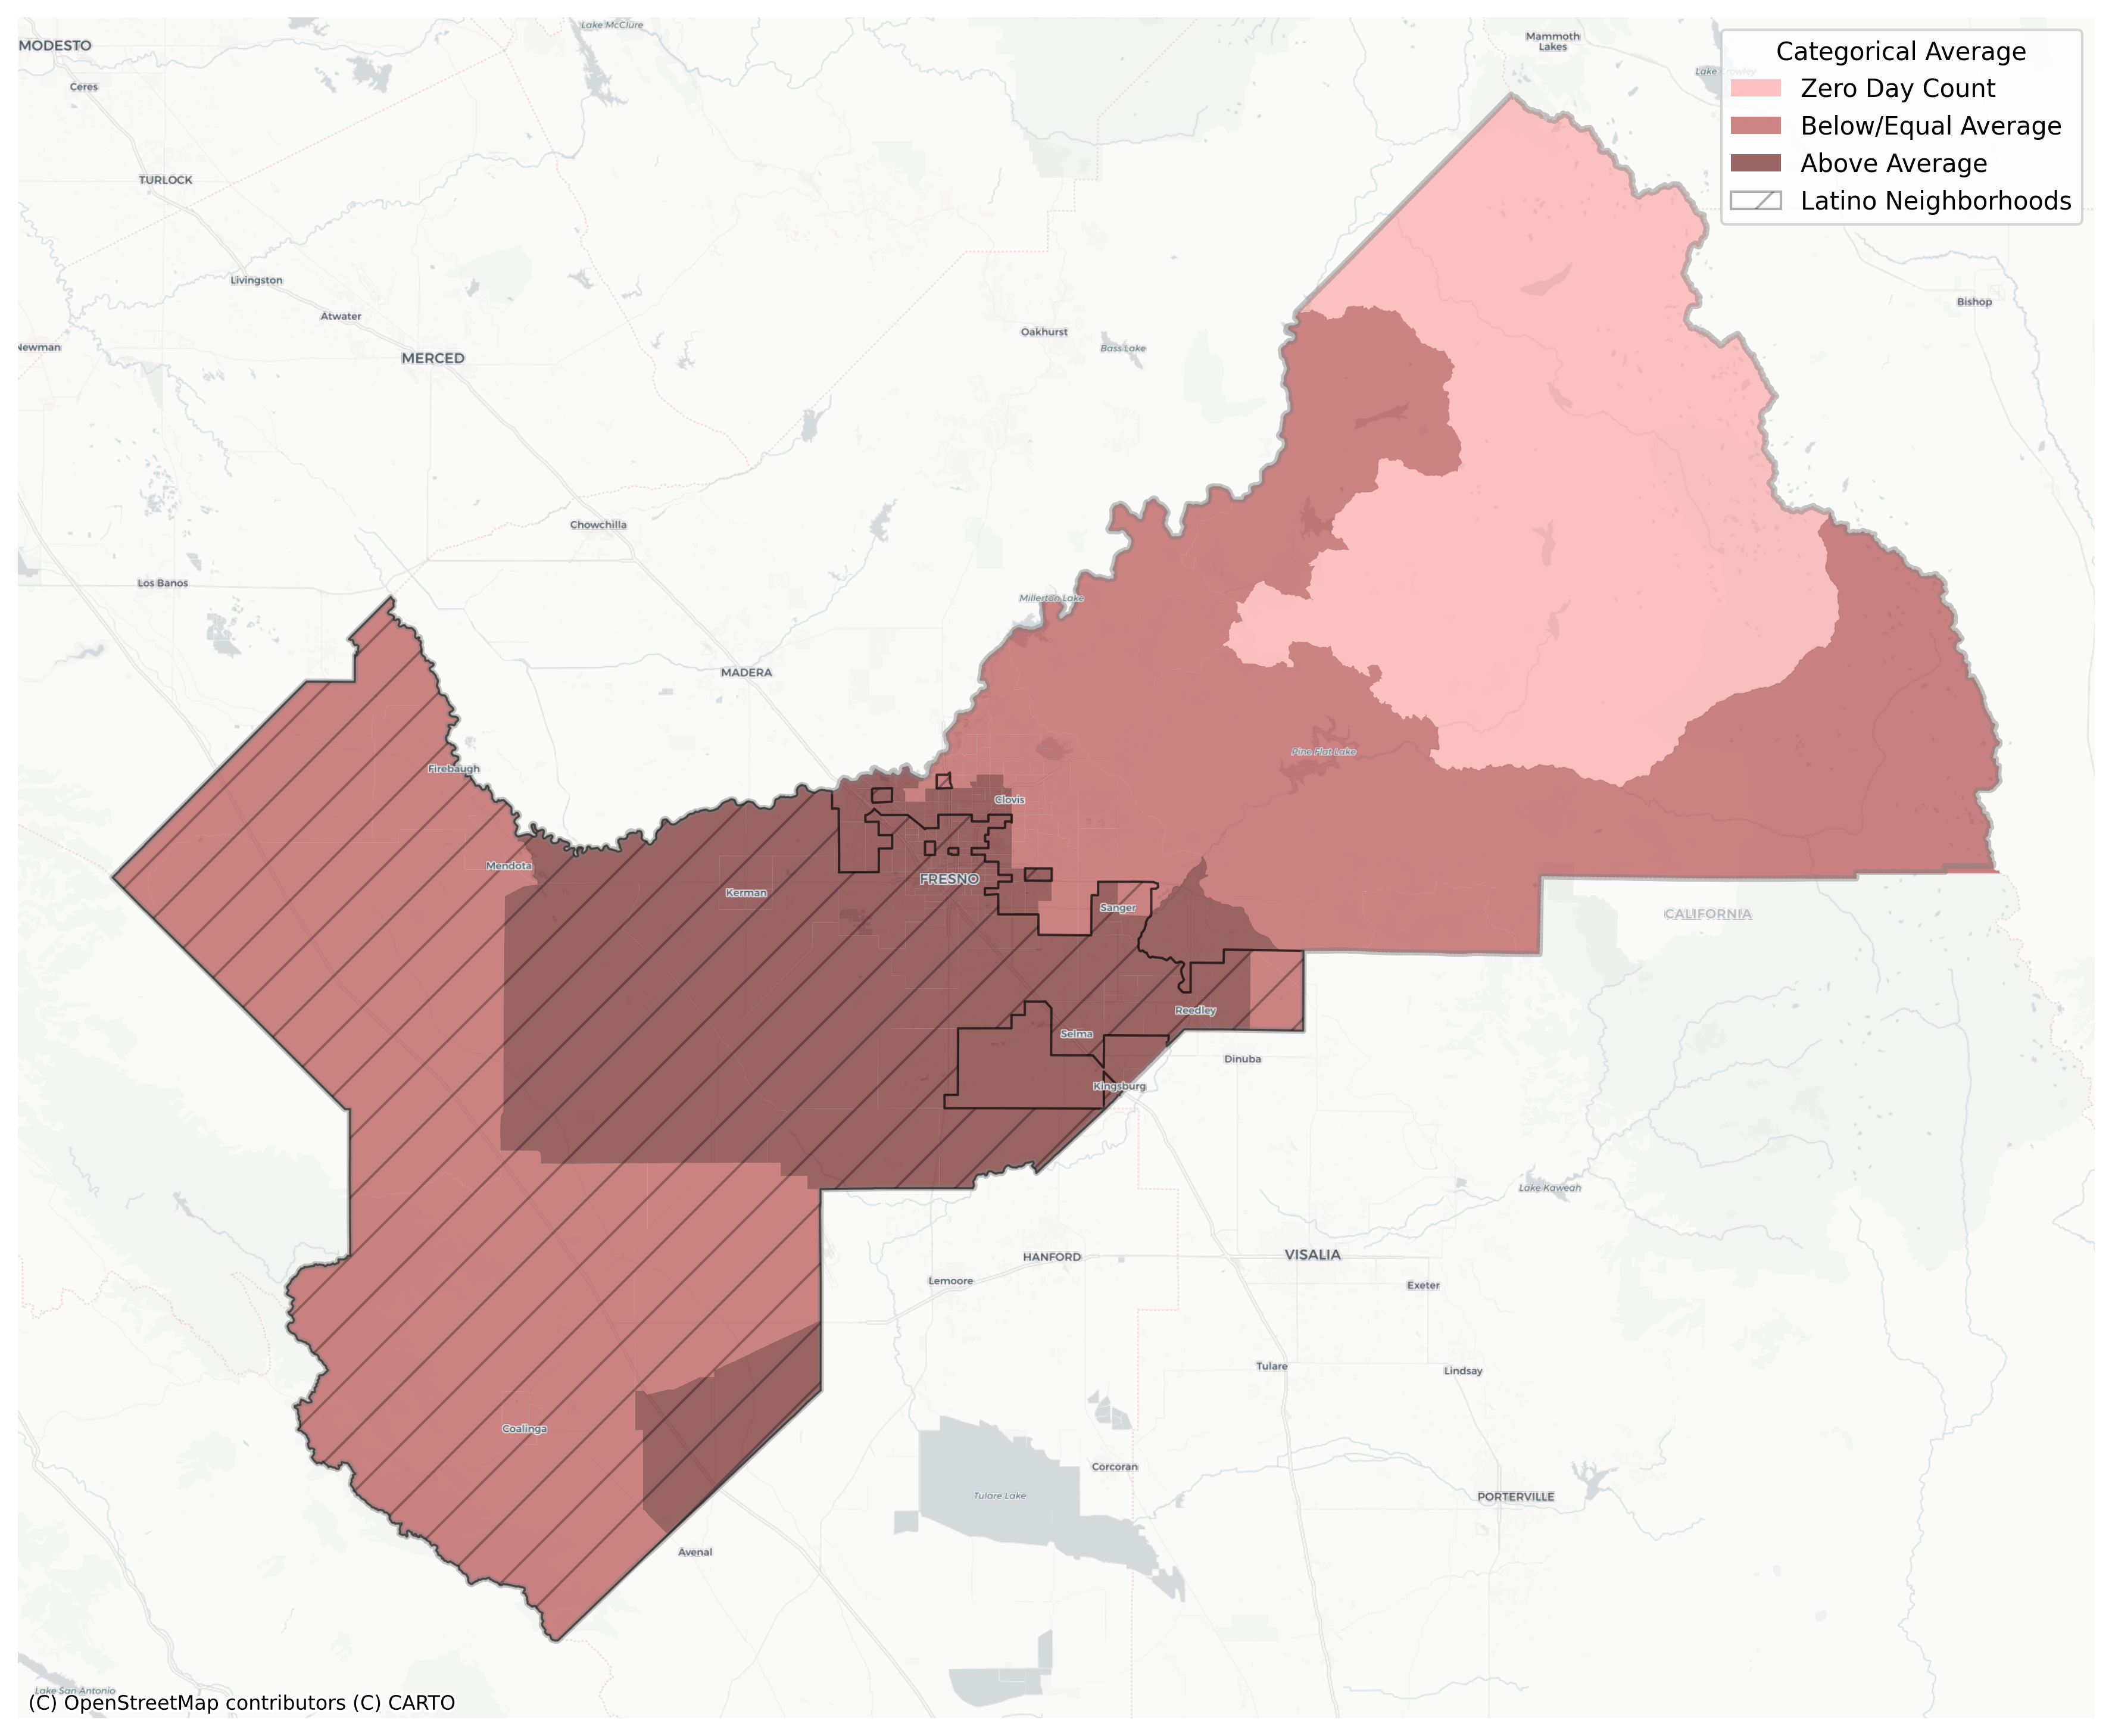 Lake McClure
MODESTO
Mammoth
Lakes
Categorical Average
Lake Crowley
Ceres
Zero Day Count
Below/Equal Average
Above Average
TURLOCK
Latino Neighborhoods
Livingston
Bishop
Atwater
Oakhurst
Newman
Bass Lake
MERCED
Chowchilla
Los Banos
Millerton Lake
MADERA
Pine Flat Lake
Firebaugh
Clovis
Mendota
FRESNO
Kerman
Sanger
CALIFORNIA
Reedley
Selma
Dinuba
Kingsburg
Lake Kaweah
HANFORD
VISALIA
Lemoore
Exeter
Tulare
Lindsay
Coalinga
Corcoran
Tulare Lake
PORTERVILLE
Avenal
Lake San Antonio
(C) OpenStreetMap contributors (C) CARTO